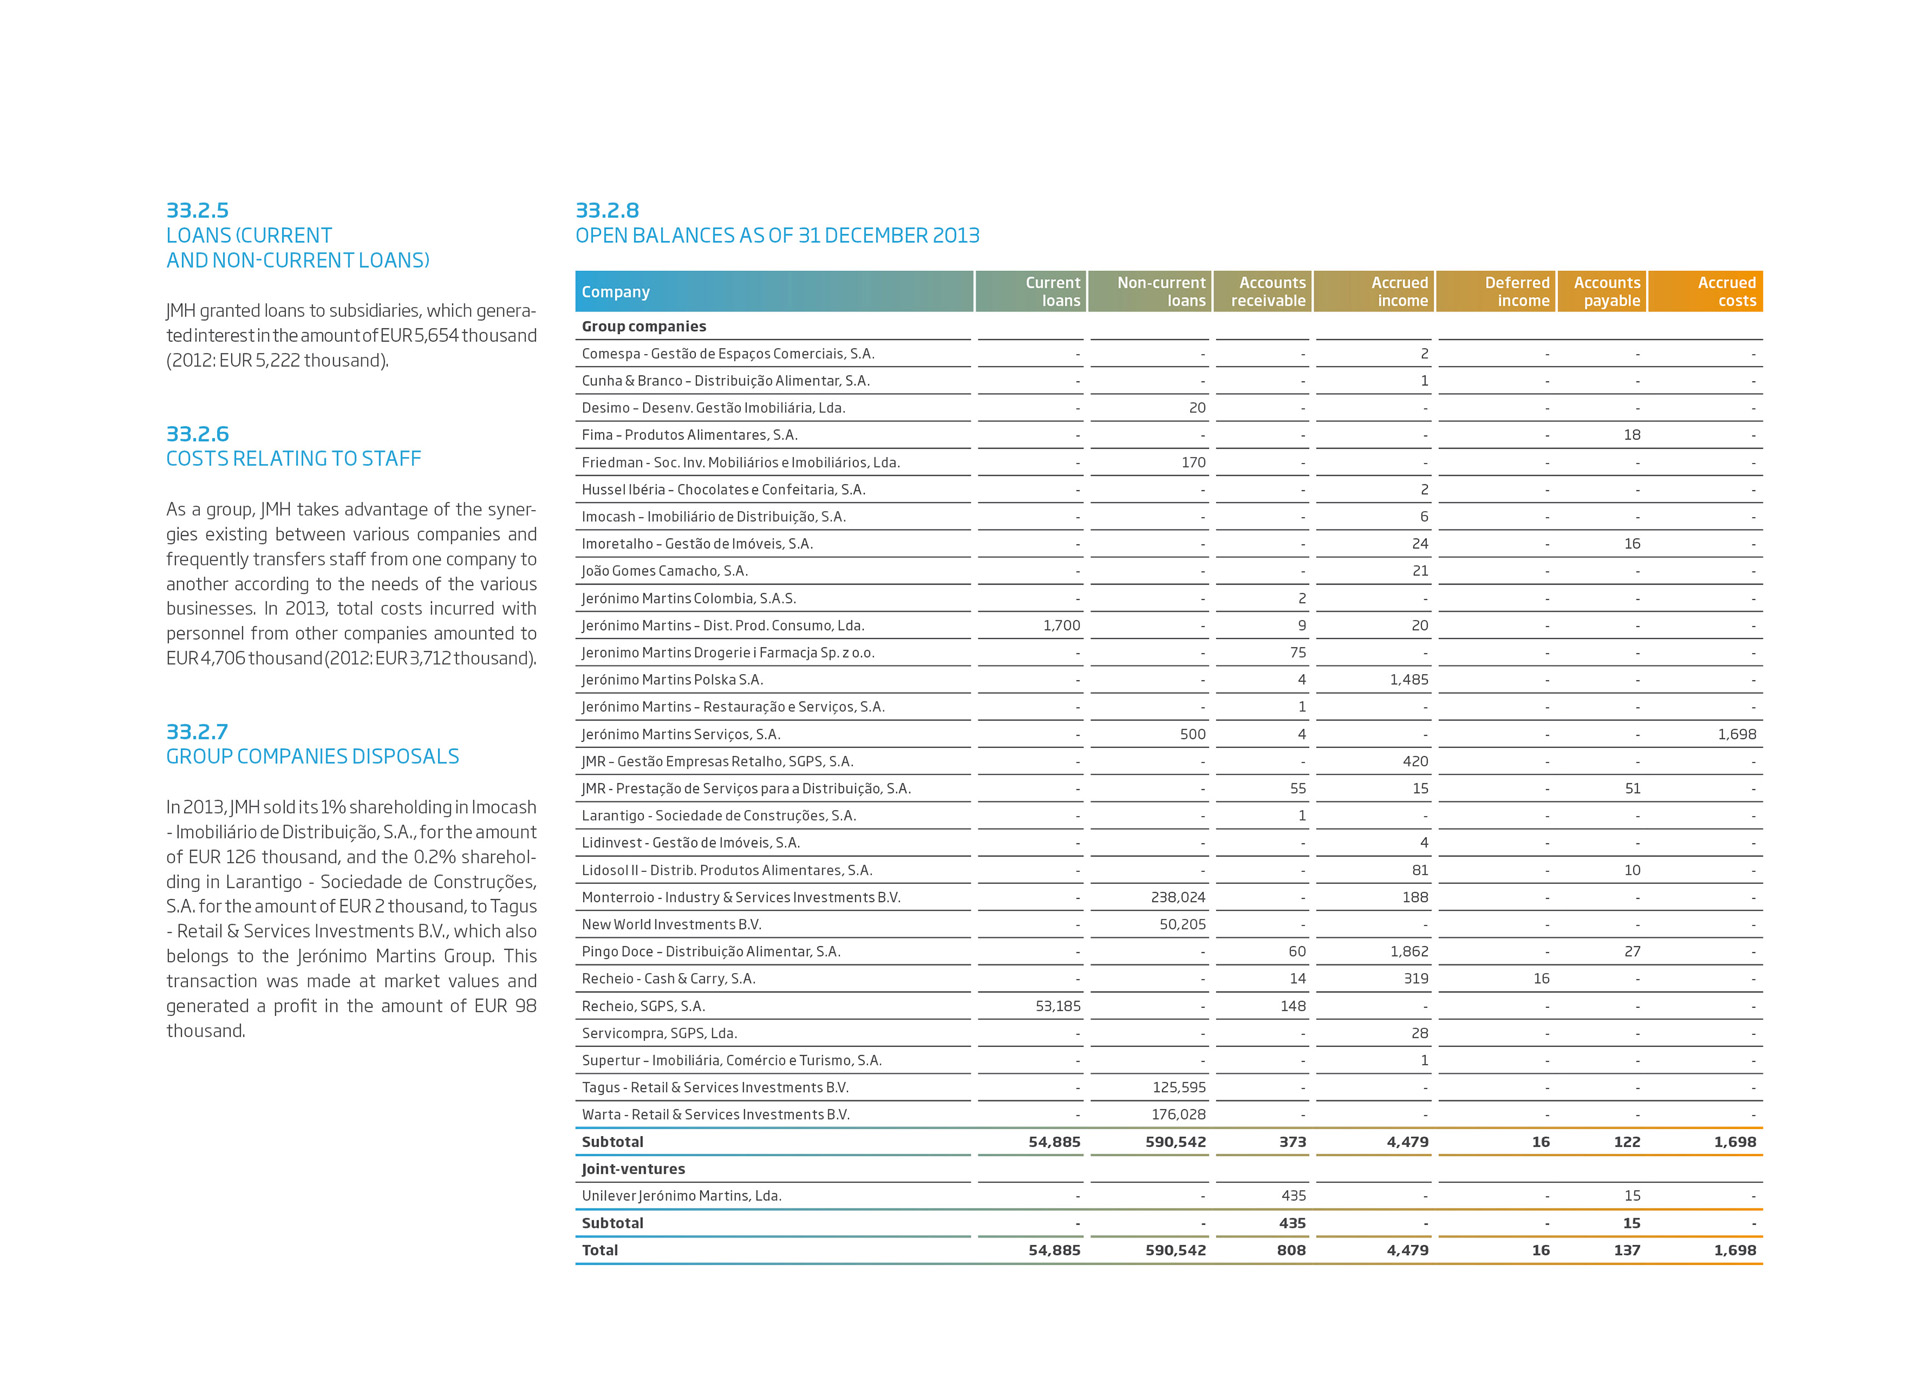 33.2.5
LOANS (CURRENT
AND NON-CURRENT LOANS)
JMH granted loans to subsidiaries, which genera-
ted interest in the amount of EUR 5,654 thousand
(2012: EUR 5,222 thousand).
33.2.6
COSTS RELATING TO STAFF
As a group, JMH takes advantage of the syner-
gies existing between various companies and
frequently transfers staff from one company to
another according to the needs of the various
businesses. In 2013, total costs incurred with
personnel from other companies amounted to
EUR 4,706 thousand (2012: EUR 3,712 thousand).
33.2.7
GROUP COMPANIES DISPOSALS
In 2013, JMH sold its 1% shareholding in Imocash
- Imobiliário de Distribuição, S.A., for the amount
of EUR 126 thousand, and the 0.2% sharehol-
ding in Larantigo - Sociedade de Construções,
S.A. for the amount of EUR 2 thousand, to Tagus
- Retail & Services Investments B.V., which also
belongs to the Jerónimo Martins Group. This
transaction was made at market values and
generated a profit in the amount of EUR 98
thousand.
33.2.8
OPEN BALANCES AS OF 31 DECEMBER 2013
Company Current loans Non-current loans Accounts receivable Accrued income Deferred income Accounts payable Accrued costs
Group companies
Comespa - Gestão de Espaços Comerciais, S.A. - - - 2 - - -
Cunha & Branco – Distribuição Alimentar, S.A. - - - 1 - - -
Desimo – Desenv. Gestão Imobiliária, Lda. - 20 - - - - -
Fima – Produtos Alimentares, S.A. - - - - - 18 -
Friedman - Soc. Inv. Mobiliários e Imobiliários, Lda. - 170 - - - - -
Hussel Ibéria – Chocolates e Confeitaria, S.A. - - - 2 - - -
Imocash – Imobiliário de Distribuição, S.A. - - - 6 - - -
Imoretalho – Gestão de Imóveis, S.A. - - - 24 - 16 -
João Gomes Camacho, S.A. - - - 21 - - -
Jerónimo Martins Colombia, S.A.S. - - 2 - - - -
Jerónimo Martins – Dist. Prod. Consumo, Lda. 1,700 - 9 20 - - -
Jeronimo Martins Drogerie i Farmacja Sp. z o.o. - - 75 - - - -
Jerónimo Martins Polska S.A. - - 4 1,485 - - -
Jerónimo Martins – Restauração e Serviços, S.A. - - 1 - - - -
Jerónimo Martins Serviços, S.A. - 500 4 - - - 1,698
JMR – Gestão Empresas Retalho, SGPS, S.A. - - - 420 - - -
JMR - Prestação de Serviços para a Distribuição, S.A. - - 55 15 - 51 -
Larantigo - Sociedade de Construções, S.A. - - 1 - - - -
Lidinvest - Gestão de Imóveis, S.A. - - - 4 - - -
Lidosol II – Distrib. Produtos Alimentares, S.A. - - - 81 - 10 -
Monterroio - Industry & Services Investments B.V. - 238,024 - 188 - - -
New World Investments B.V. - 50,205 - - - - -
Pingo Doce – Distribuição Alimentar, S.A. - - 60 1,862 - 27 -
Recheio - Cash & Carry, S.A. - - 14 319 16 - -
Recheio, SGPS, S.A. 53,185 - 148 - - - -
Servicompra, SGPS, Lda. - - - 28 - - -
Supertur – Imobiliária, Comércio e Turismo, S.A. - - - 1 - - -
Tagus - Retail & Services Investments B.V. - 125,595 - - - - -
Warta - Retail & Services Investments B.V. - 176,028 - - - - -
Subtotal 54,885 590,542 373 4,479 16 122 1,698
Joint-ventures
Unilever Jerónimo Martins, Lda. - - 435 - - 15 -
Subtotal - - 435 - - 15 -
Total 54,885 590,542 808 4,479 16 137 1,698